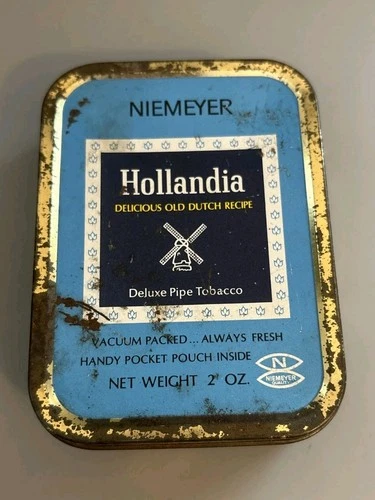 NIEMEYER
Hollandia
DELICIOUS OLD DUTCH RECIPE
Deluxe Pipe Tobacco
VACUUM PACKED... ALWAYS FRESH
HANDY POCKET POUCH INSIDE
NET WEIGHT 2 OZ.
N
NIEMEYER
QUALITY